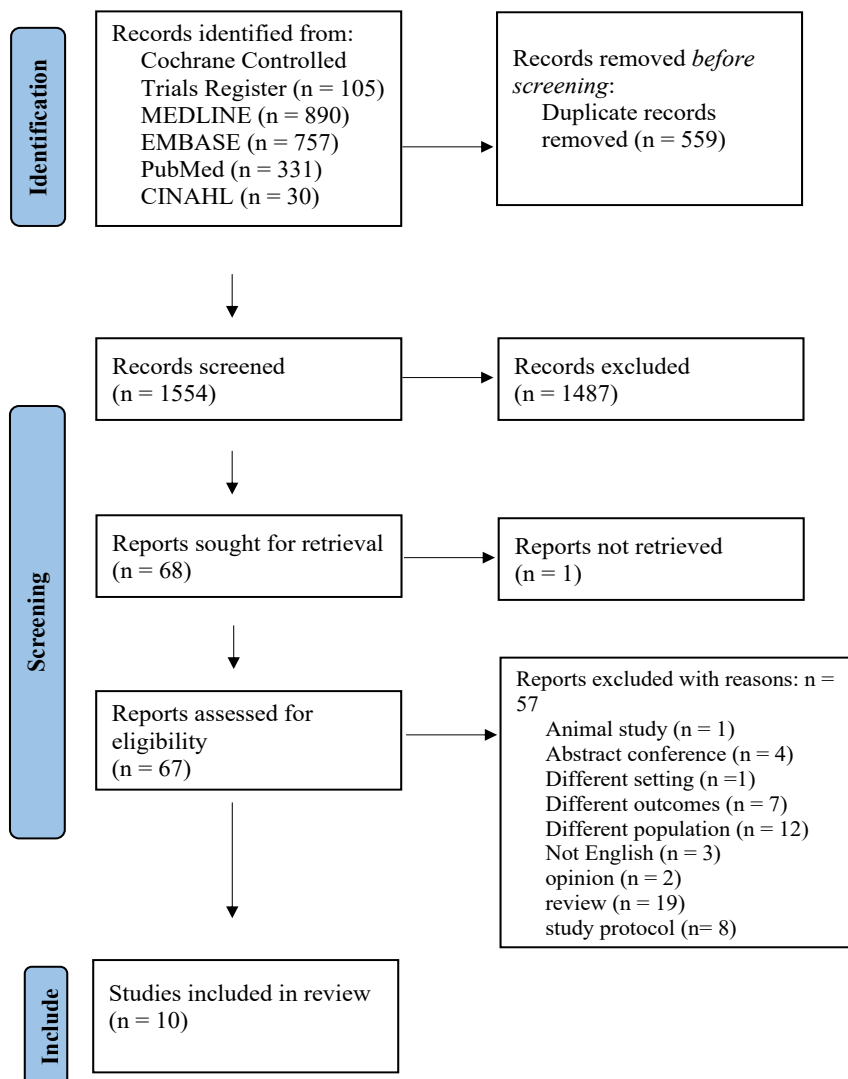 Identification
Records identified from:
Cochrane Controlled
Trials Register (n = 105)
MEDLINE (n = 890)
EMBASE (n = 757)
PubMed (n = 331)
CINAHL (n = 30)
Records removed before
screening:
Duplicate records
removed (n = 559)
Screening
Records screened
(n = 1554)
Records excluded
(n = 1487)
Reports sought for retrieval
(n = 68)
Reports not retrieved
(n = 1)
Reports assessed for
eligibility
(n = 67)
Reports excluded with reasons: n =
57
Animal study (n = 1)
Abstract conference (n = 4)
Different setting (n =1)
Different outcomes (n = 7)
Different population (n = 12)
Not English (n = 3)
opinion (n = 2)
review (n = 19)
study protocol (n= 8)
Include
Studies included in review
(n = 10)